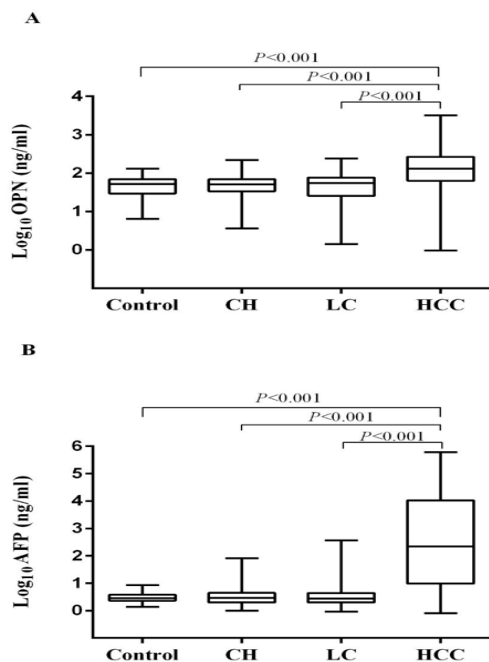 A
P<0.001
P<0.001
P<0.001
Log10 OPN (ng/ml)
4
3
2
1
0
Control CH LC HCC
B
P<0.001
P<0.001
P<0.001
Log10 AFP (ng/ml)
6
5
4
3
2
1
0
Control CH LC HCC